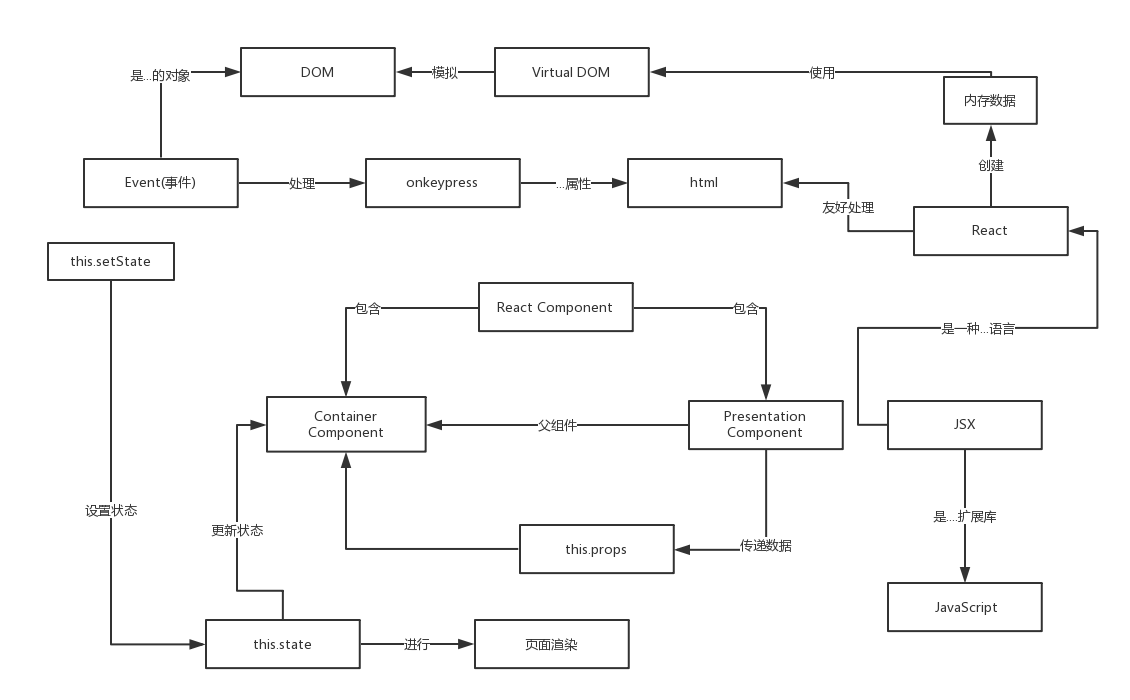 DOM
模拟
Virtual DOM
使用
是...的对象
内存数据
创建
Event(事件)
处理
onkeypress
...属性
html
友好处理
React
this.setState
React Component
包含
包含
是一种...语言
Container
Component
父组件
Presentation
Component
JSX
设置状态
更新状态
是....扩展库
this.props
传递数据
JavaScript
this.state
进行
页面渲染